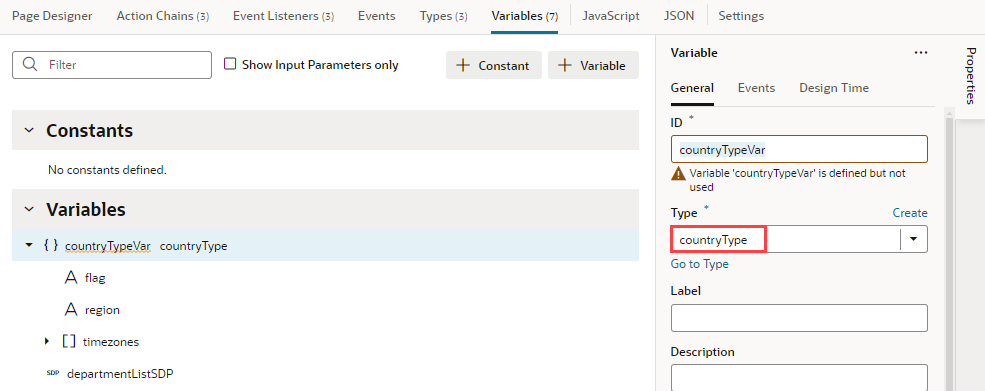 Page Designer Action Chains (3) Event Listeners (3) Events Types (3) Variables (7) JavaScript JSON Settings
Filter Show Input Parameters only + Constant + Variable
Constants
No constants defined.
Variables
{ } countryTypeVar countryType
A flag
A region
[ ] timezones
SDP departmentListSDP
Variable ...
General Events Design Time
ID *
countryTypeVar
Variable 'countryTypeVar' is defined but not
used
Type * Create
countryType
Go to Type
Label
Description
Properties